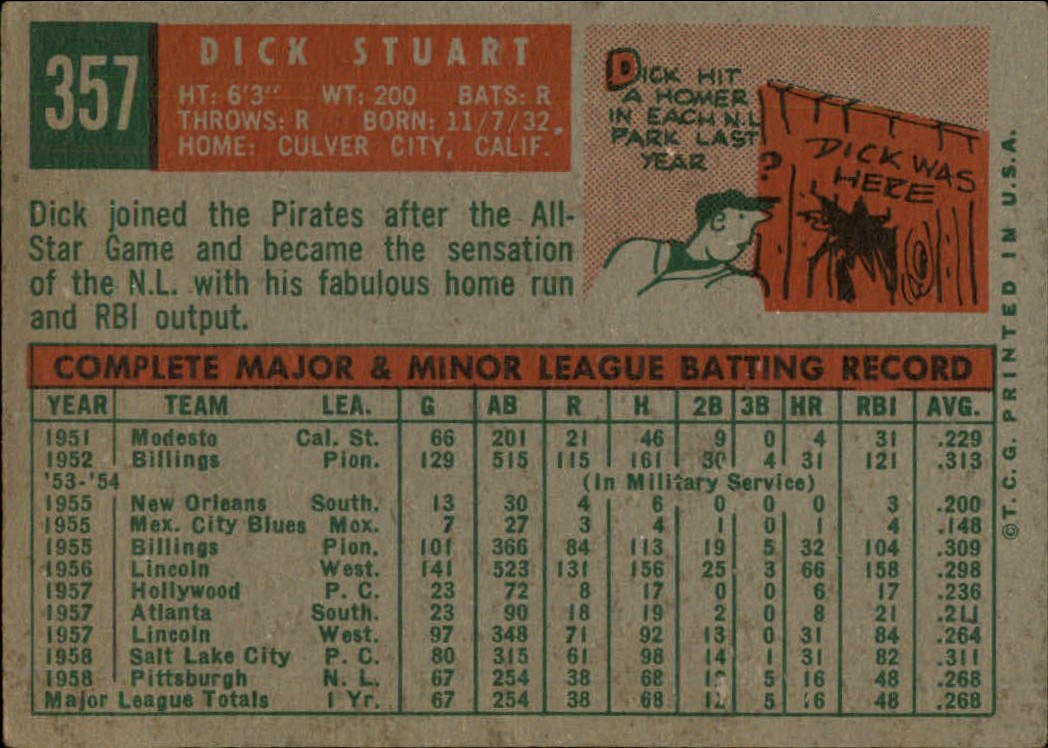 357
DICK STUART
HT: 6'3" WT: 200 BATS: R
THROWS: R BORN: 11/7/32,
HOME: CULVER CITY, CALIF.
DICK HIT
A HOMER
IN EACH N.L.
PARK LAST
YEAR
?
DICK WAS
HERE
Dick joined the Pirates after the All-
Star Game and became the sensation
of the N.L. with his fabulous home run
and RBI output.
COMPLETE MAJOR & MINOR LEAGUE BATTING RECORD
YEAR TEAM LEA. G AB R H 2B 3B HR RBI AVG.
1951 Modesto Cal. St. 66 201 21 46 9 0 4 31 .229
1952 Billings Pion. 129 515 115 161 30 4 31 121 .313
'53-'54 (In Military Service)
1955 New Orleans South. 13 30 4 6 0 0 0 3 .200
1955 Mex. City Blues Mex. 7 27 3 4 1 0 1 4 .148
1955 Billings Pion. 101 366 84 113 19 5 32 104 .309
1956 Lincoln West. 141 523 131 156 25 3 66 158 .298
1957 Hollywood P. C. 23 72 8 17 0 0 6 17 .236
1957 Atlanta South. 23 90 18 19 2 0 8 21 .211
1957 Lincoln West. 97 348 71 92 13 0 31 84 .264
1958 Salt Lake City P. C. 80 315 61 98 14 1 31 82 .311
1958 Pittsburgh N. L. 67 254 38 68 5 16 48 .268
Major League Totals 1 Yr. 67 254 38 68 12 5 16 48 .268
©T.C.G. PRINTED IN U.S.A.